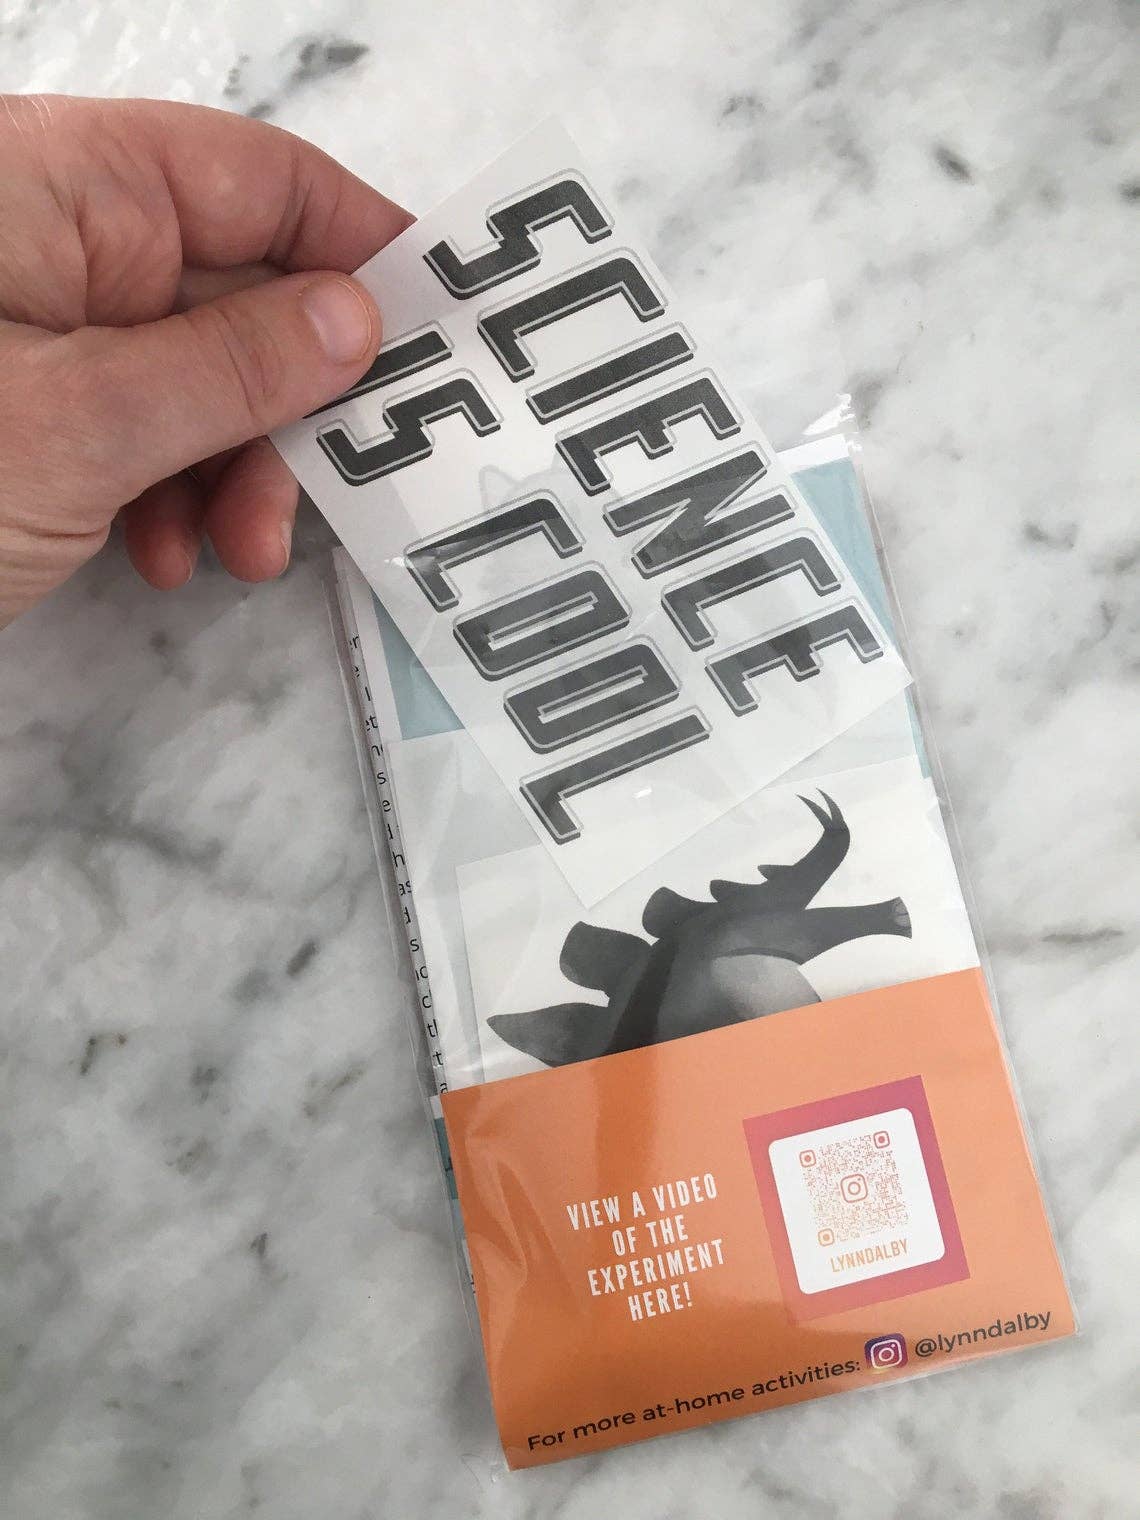 SCIENCE
IS COOL
VIEW A VIDEO
OF THE
EXPERIMENT
HERE!
LYNNDALBY
For more at-home activities: @lynndalby